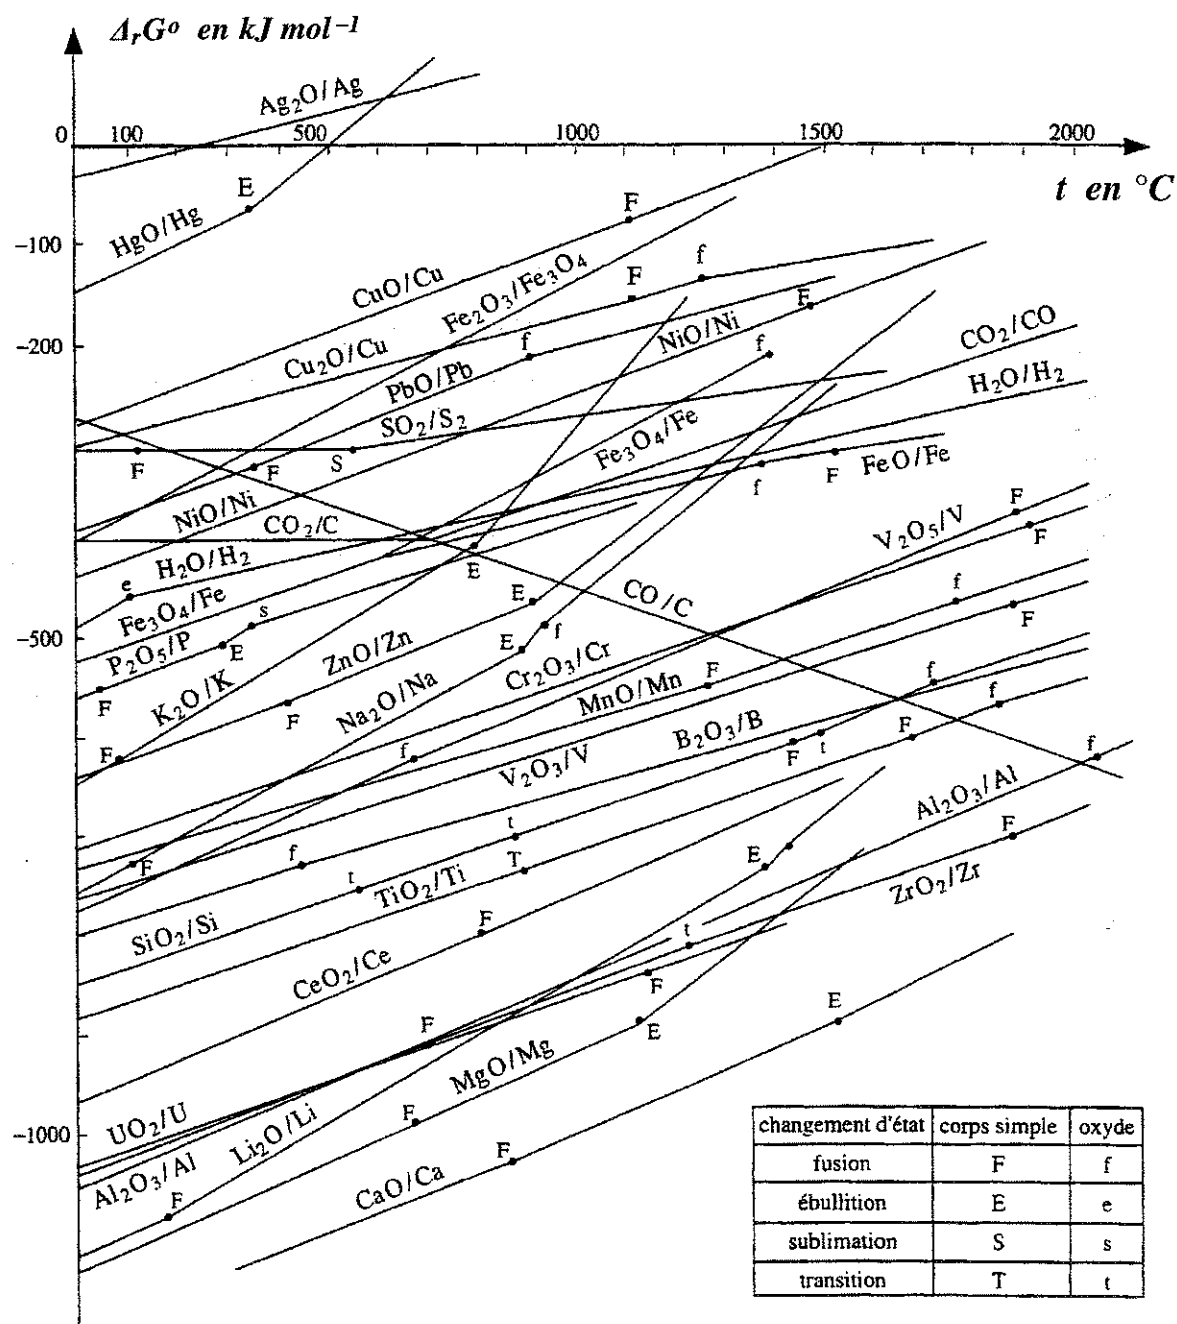 ΔrG° en kJ mol⁻¹
Ag₂O/Ag
0 100 500 1000 1500 2000
t en °C
E
HgO/Hg
F
CuO/Cu
Fe₂O₃/Fe₃O₄
-100
f
F
F
-200
Cu₂O/Cu
f
PbO/Pb
NiO/Ni
f
CO₂/CO
H₂O/H₂
SO₂/S₂
F
F
S
Fe₃O₄/Fe
f
F
FeO/Fe
NiO/Ni
CO₂/C
F
V₂O₅/V
F
e
H₂O/H₂
E
E
CO/C
f
Fe₃O₄/Fe
s
-500
P₂O₅/P
E
ZnO/Zn
E
f
F
F
K₂O/K
F
Na₂O/Na
Cr₂O₃/Cr
F
MnO/Mn
f
f
F
f
V₂O₃/V
B₂O₃/B
F
t
F
f
F
f
t
t
T
TiO₂/Ti
E
Al₂O₃/Al
F
ZrO₂/Zr
SiO₂/Si
CeO₂/Ce
F
t
F
F
E
E
MgO/Mg
UO₂/U
F
-1000
Li₂O/Li
Al₂O₃/Al
F
CaO/Ca
F
changement d'état corps simple oxyde
fusion F f
ébullition E e
sublimation S s
transition T t